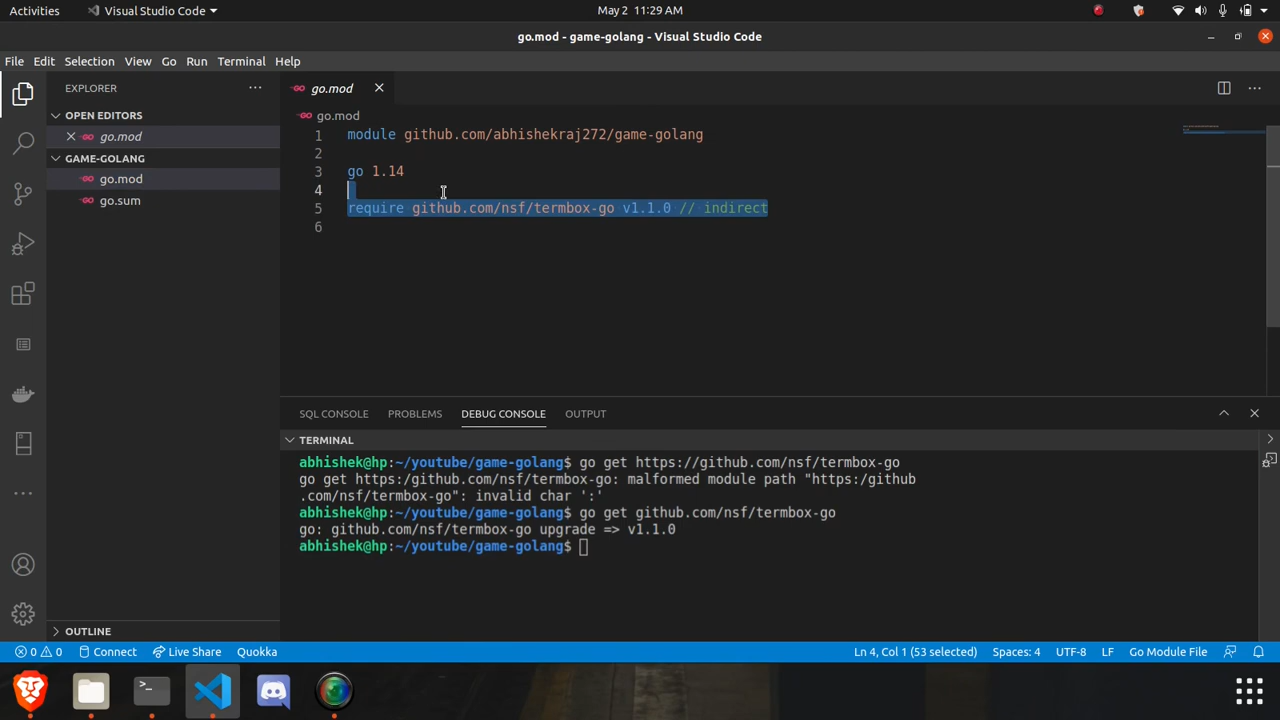 Activities
Visual Studio Code
May 2 11:29 AM
go.mod - game-golang - Visual Studio Code
File Edit Selection View Go Run Terminal Help
EXPLORER
OPEN EDITORS
go.mod
GAME-GOLANG
go.mod
go.sum
OUTLINE
go.mod
go.mod
1 module github.com/abhishekraj272/game-golang
2
3 go 1.14
4
5 require github.com/nsf/termbox-go v1.1.0 // indirect
6
SQL CONSOLE PROBLEMS DEBUG CONSOLE OUTPUT
TERMINAL
abhishek@hp:~/youtube/game-golang$ go get https://github.com/nsf/termbox-go
go get https:/github.com/nsf/termbox-go: malformed module path "https:/github
.com/nsf/termbox-go": invalid char ':'
abhishek@hp:~/youtube/game-golang$ go get github.com/nsf/termbox-go
go: github.com/nsf/termbox-go upgrade => v1.1.0
abhishek@hp:~/youtube/game-golang$
0 0 Connect Live Share Quokka Ln 4, Col 1 (53 selected) Spaces: 4 UTF-8 LF Go Module File